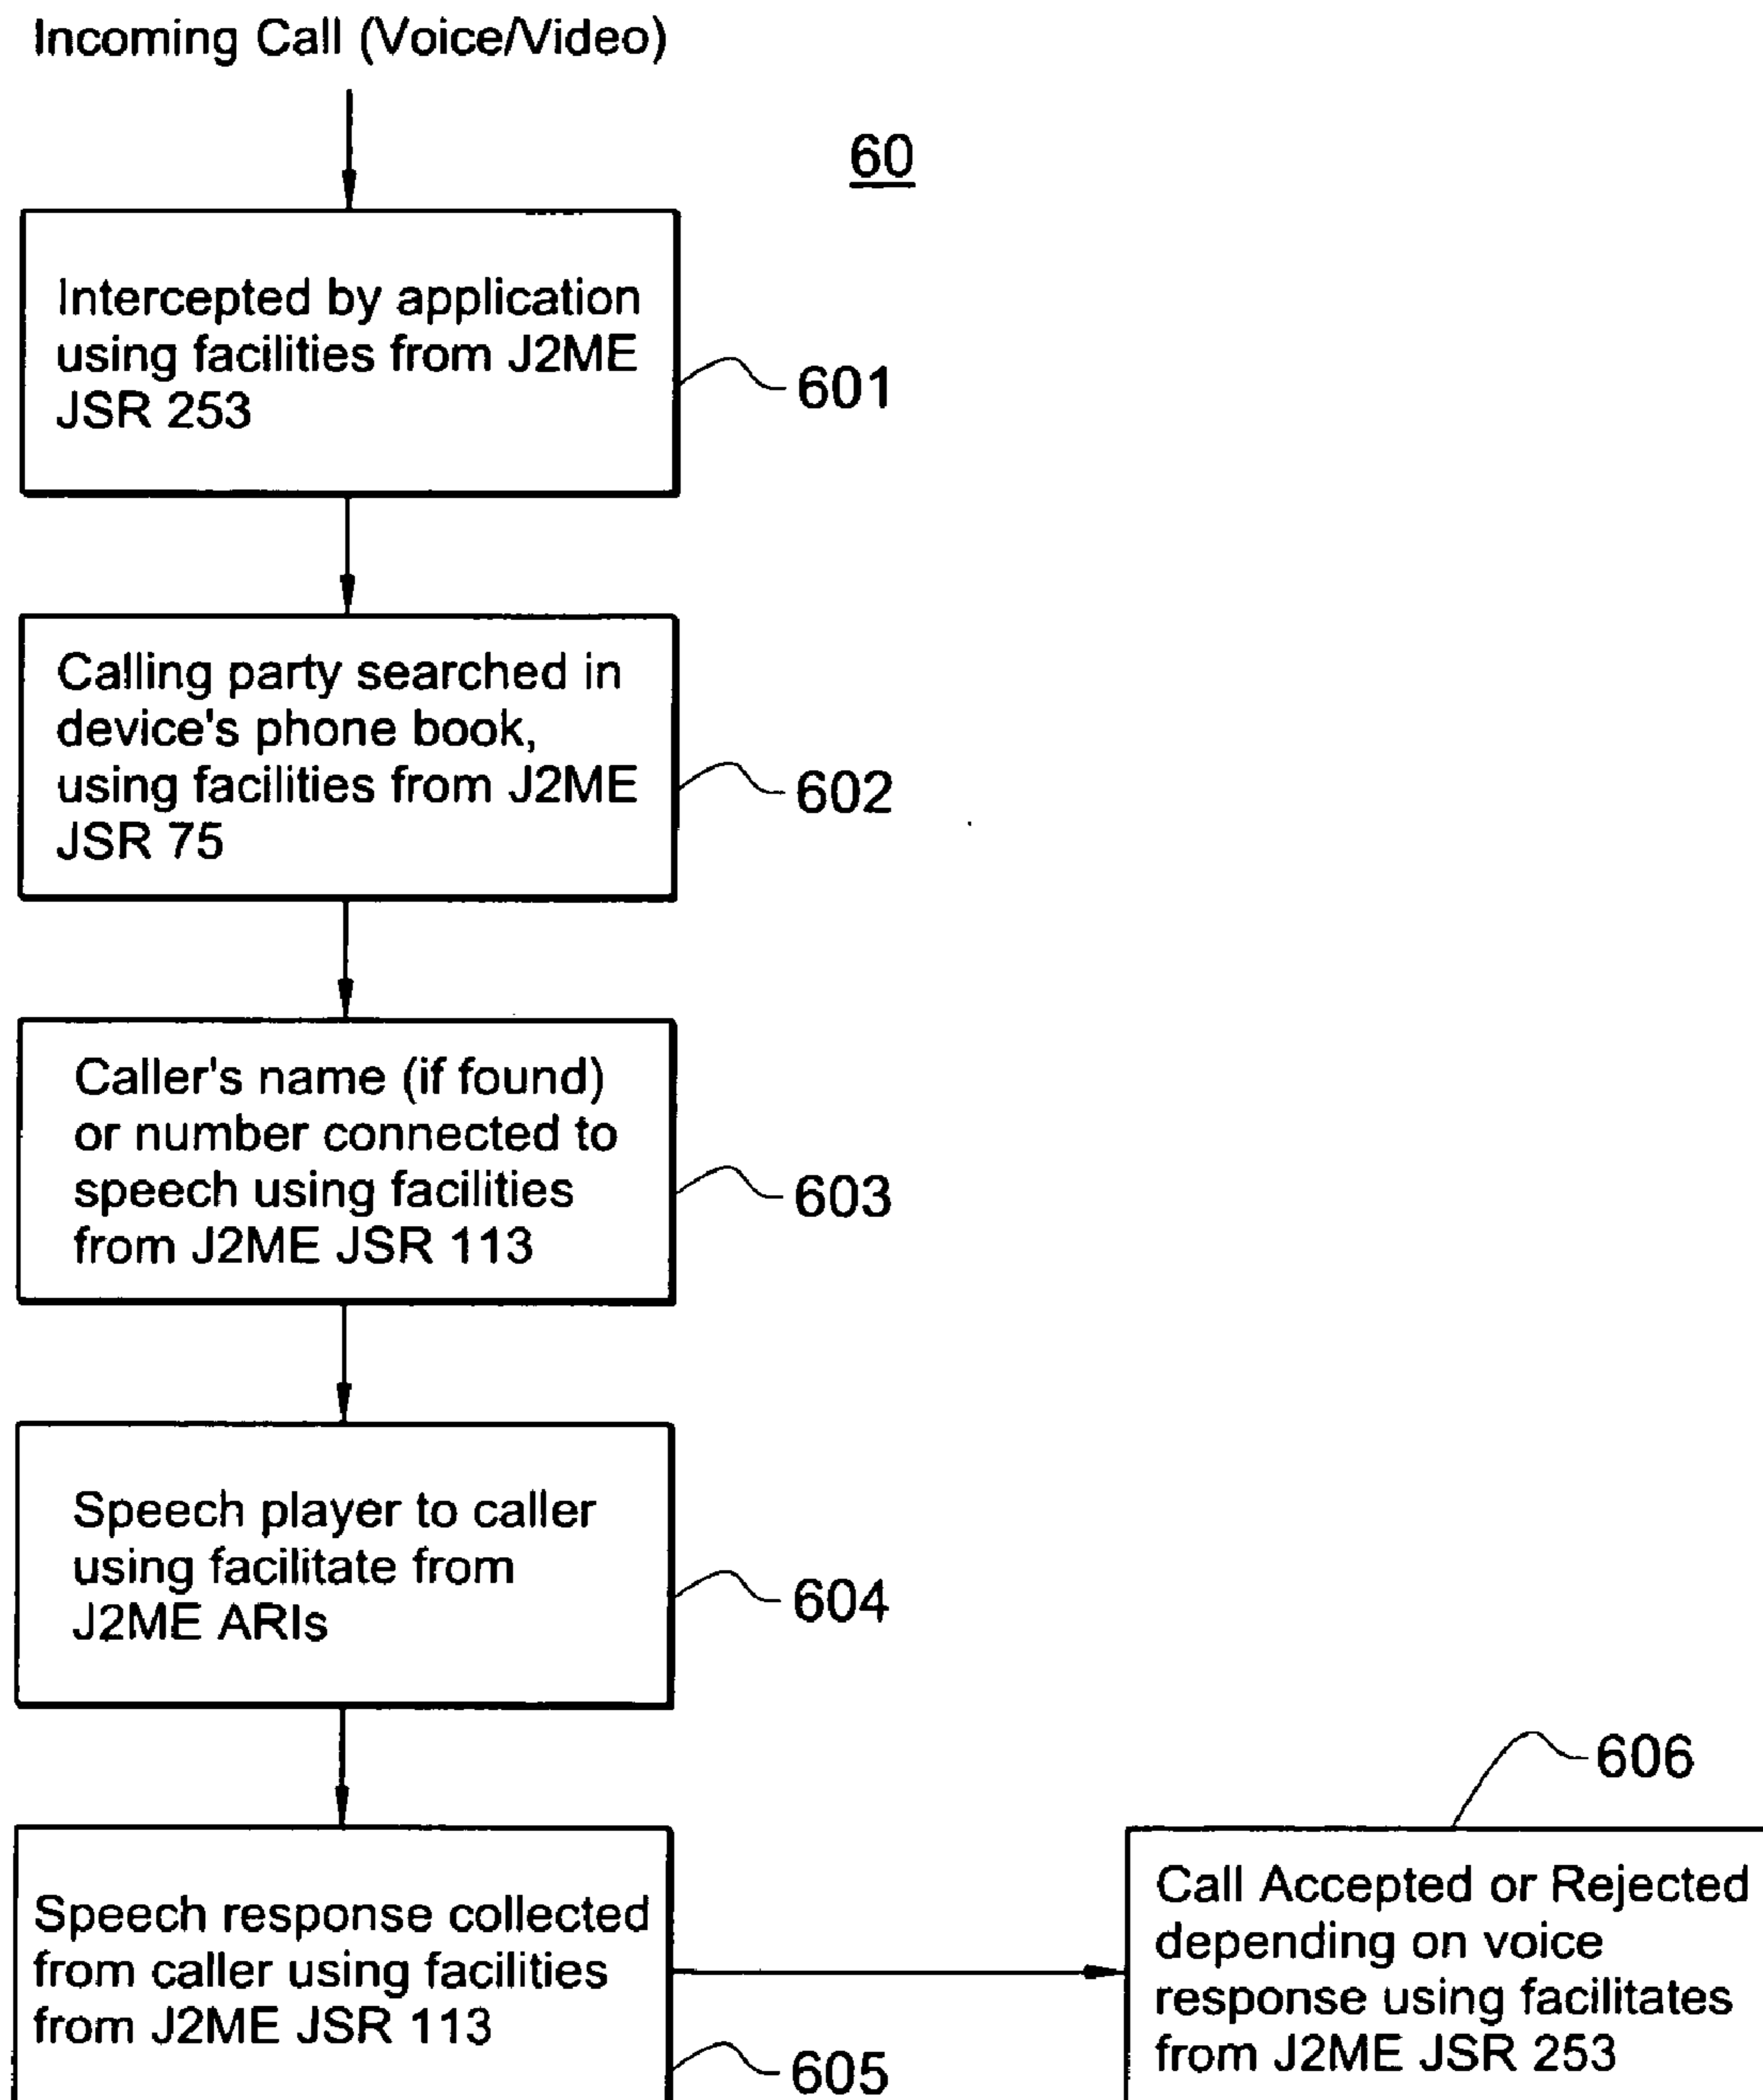 Incoming Call (Voice/Video)
60
Intercepted by application
using facilities from J2ME
JSR 253
601
Calling party searched in
device's phone book,
using facilities from J2ME
JSR 75
602
Caller's name (if found)
or number connected to
speech using facilities
from J2ME JSR 113
603
Speech player to caller
using facilitate from
J2ME ARIs
604
Speech response collected
from caller using facilities
from J2ME JSR 113
605
606
Call Accepted or Rejected
depending on voice
response using facilitates
from J2ME JSR 253